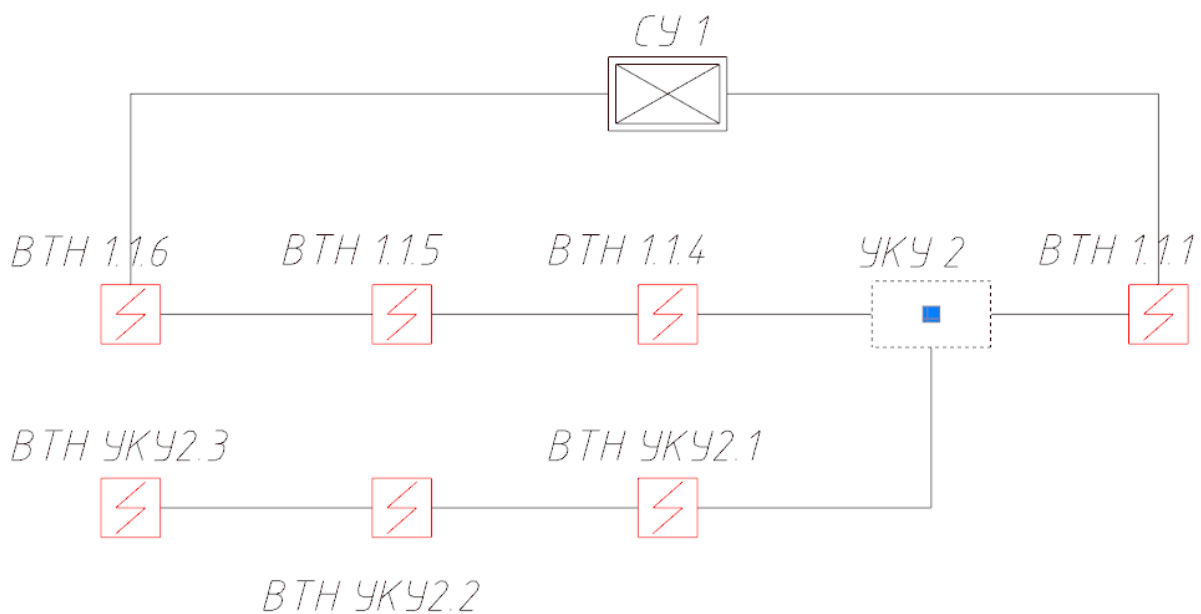 СУ 1
ВТН 1.1.6
ВТН 1.1.5
ВТН 1.1.4
УКУ 2
ВТН 1.1.1
ВТН УКУ2.3
ВТН УКУ2.1
ВТН УКУ2.2